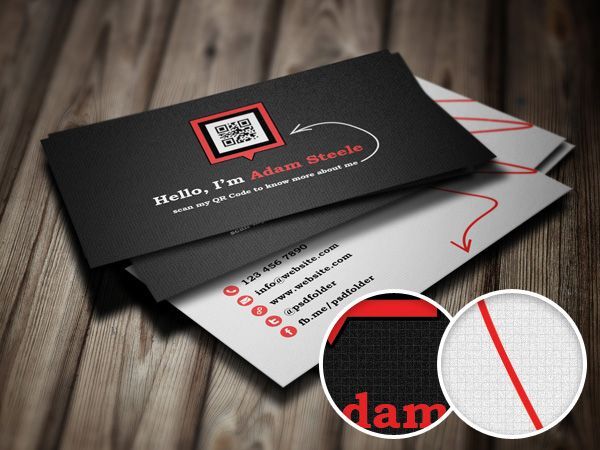 Hello, I'm Adam Steele
scan my QR Code to know more about me
scan
123 456 7890
info@website.com
www.website.com
@psdfolder
fb.me/psdfolder
dam